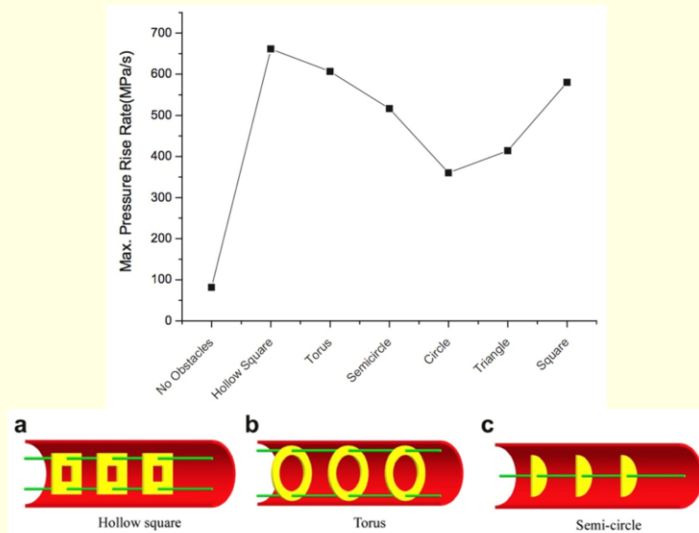 Max. Pressure Rise Rate(MPa/s)
700
600
500
400
300
200
100
0
No Obstacles
Hollow Square
Torus
Semicircle
Circle
Triangle
Square
a
Hollow square
b
Torus
c
Semi-circle